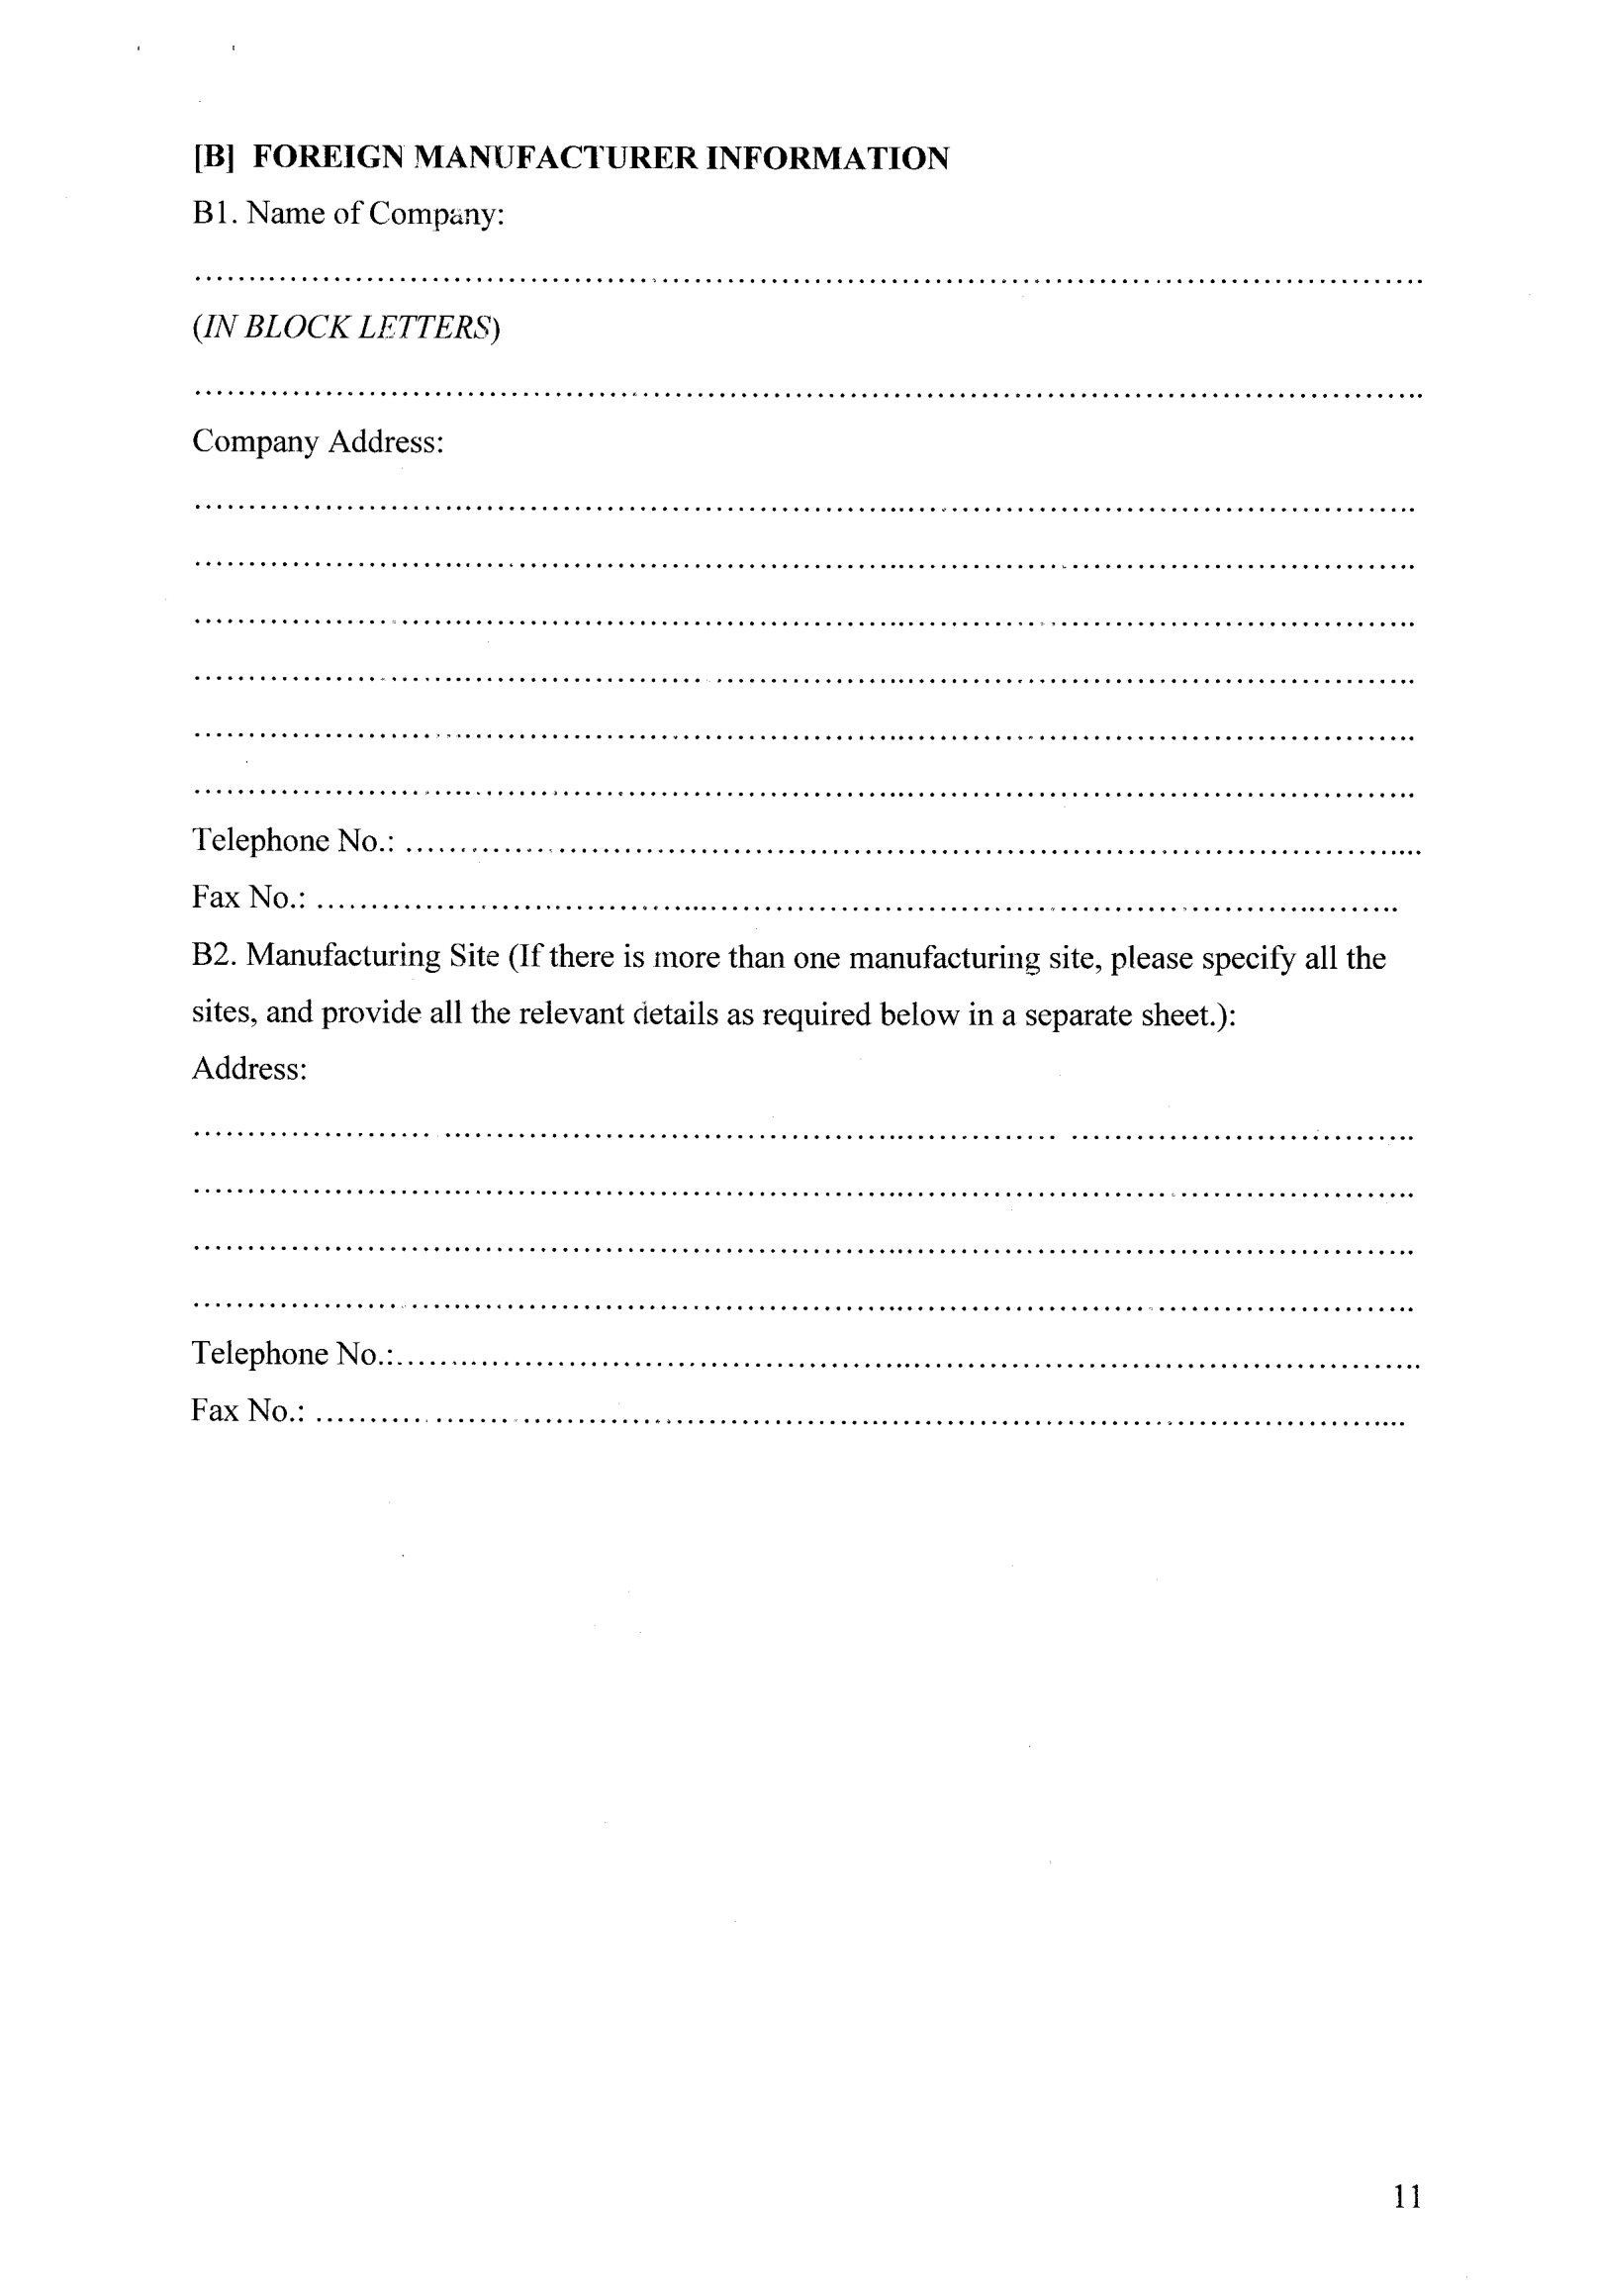 [B] FOREIGN MANUFACTURER INFORMATION
B1. Name of Company:
................................................................................................................
(IN BLOCK LETTERS)
................................................................................................................
Company Address:
................................................................................................................
................................................................................................................
................................................................................................................
................................................................................................................
................................................................................................................
................................................................................................................
Telephone No.: ............................................................................................
Fax No.: ...................................................................................................
B2. Manufacturing Site (If there is more than one manufacturing site, please specify all the
sites, and provide all the relevant details as required below in a separate sheet.):
Address:
................................................................................................................
................................................................................................................
................................................................................................................
................................................................................................................
Telephone No.:.............................................................................................
Fax No.: ...................................................................................................
11